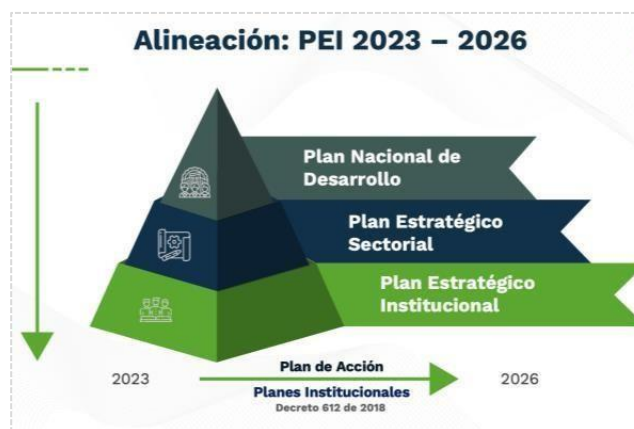 Alineación: PEI 2023 – 2026
Plan Nacional de
Desarrollo
Plan Estratégico
Sectorial
Plan Estratégico
Institucional
Plan de Acción
2023
2026
Planes Institucionales
Decreto 612 de 2018